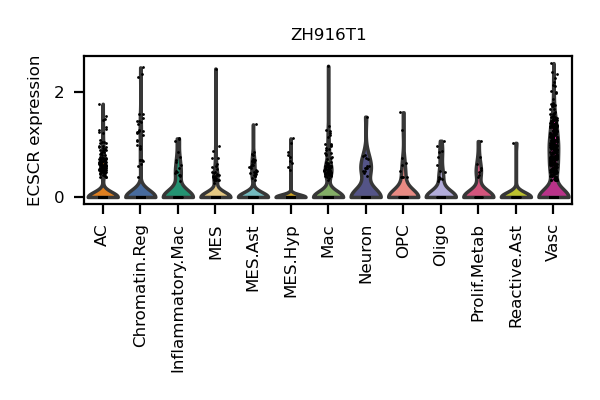 ZH916T1
ECSCR expression
2
0
AC
Chromatin.Reg
Inflammatory.Mac
MES
MES.Ast
MES.Hyp
Mac
Neuron
OPC
Oligo
Prolif.Metab
Reactive.Ast
Vasc